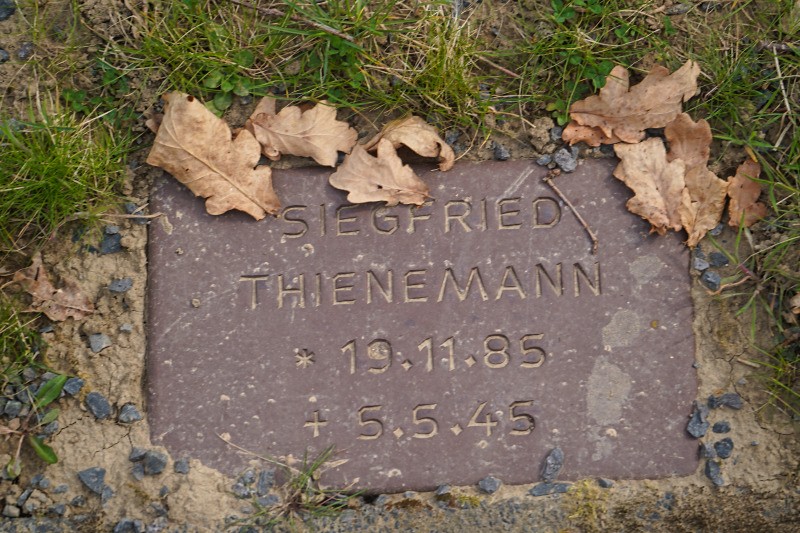 SIEGFRIED
THIENEMANN
* 19.11.85
+ 5.5.45